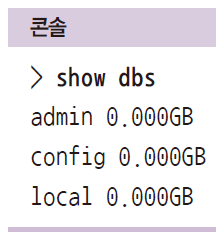 콘솔
> show dbs
admin 0.000GB
config 0.000GB
local 0.000GB